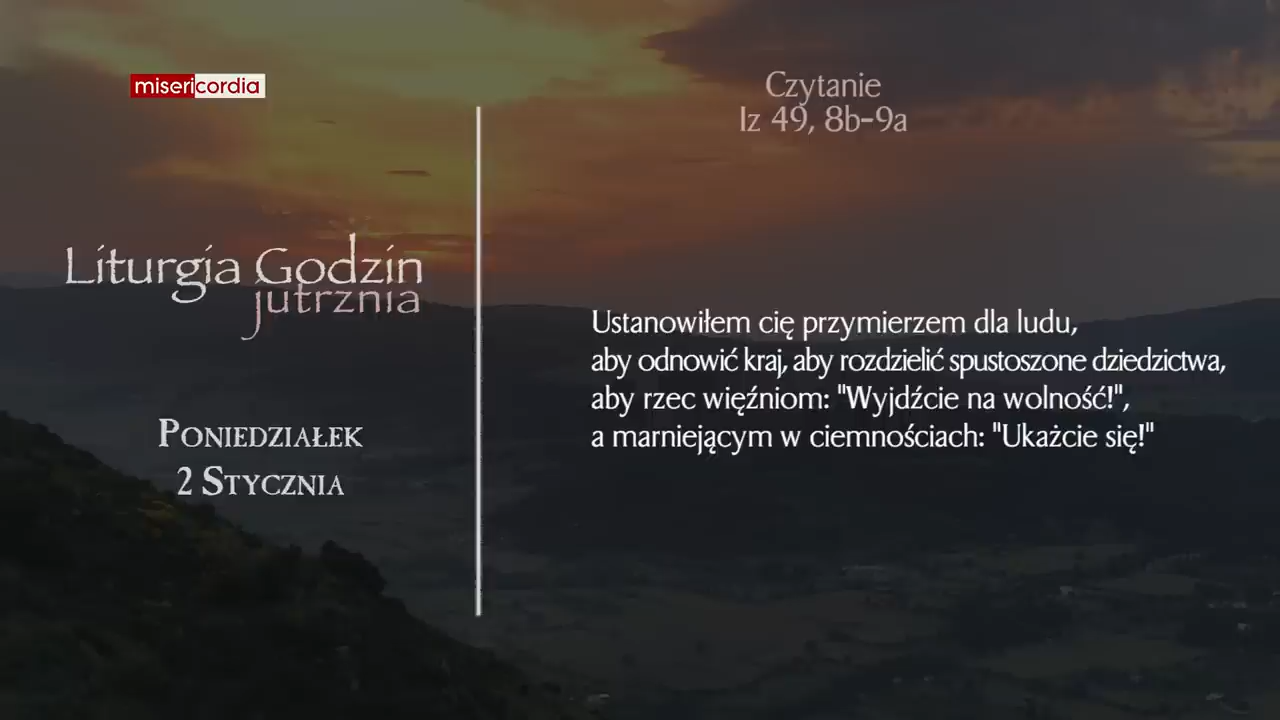 misericordia
Liturgia Godzin
jutrznia
Poniedziałek
2 Stycznia
Czytanie
Iz 49, 8b-9a
Ustanowiłem cię przymierzem dla ludu,
aby odnowić kraj, aby rozdzielić spustoszone dziedzictwa,
aby rzec więźniom: "Wyjdźcie na wolność!",
a marniejącym w ciemnościach: "Ukażcie się!"